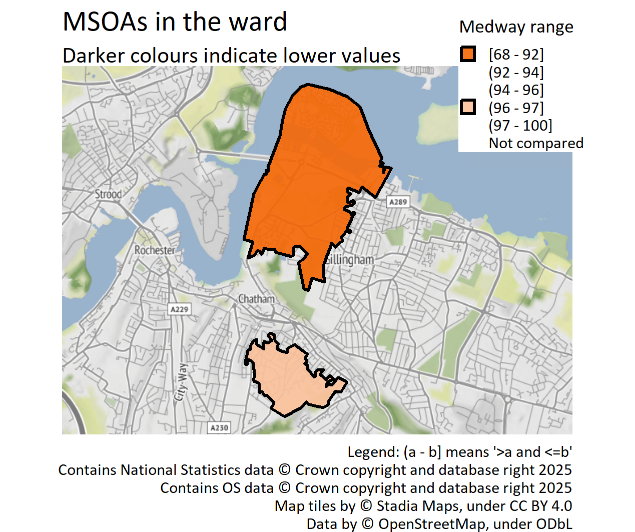 MSOAs in the ward
Darker colours indicate lower values
Medway range
[68 - 92]
(92 - 94]
(94 - 96]
(96 - 97]
(97 - 100]
Not compared
Strood
A289
Rochester
Gillingham
Chatham
A229
City Way
A230
Legend: (a - b] means '>a and <=b'
Contains National Statistics data © Crown copyright and database right 2025
Contains OS data © Crown copyright and database right 2025
Map tiles by © Stadia Maps, under CC BY 4.0
Data by © OpenStreetMap, under ODbL